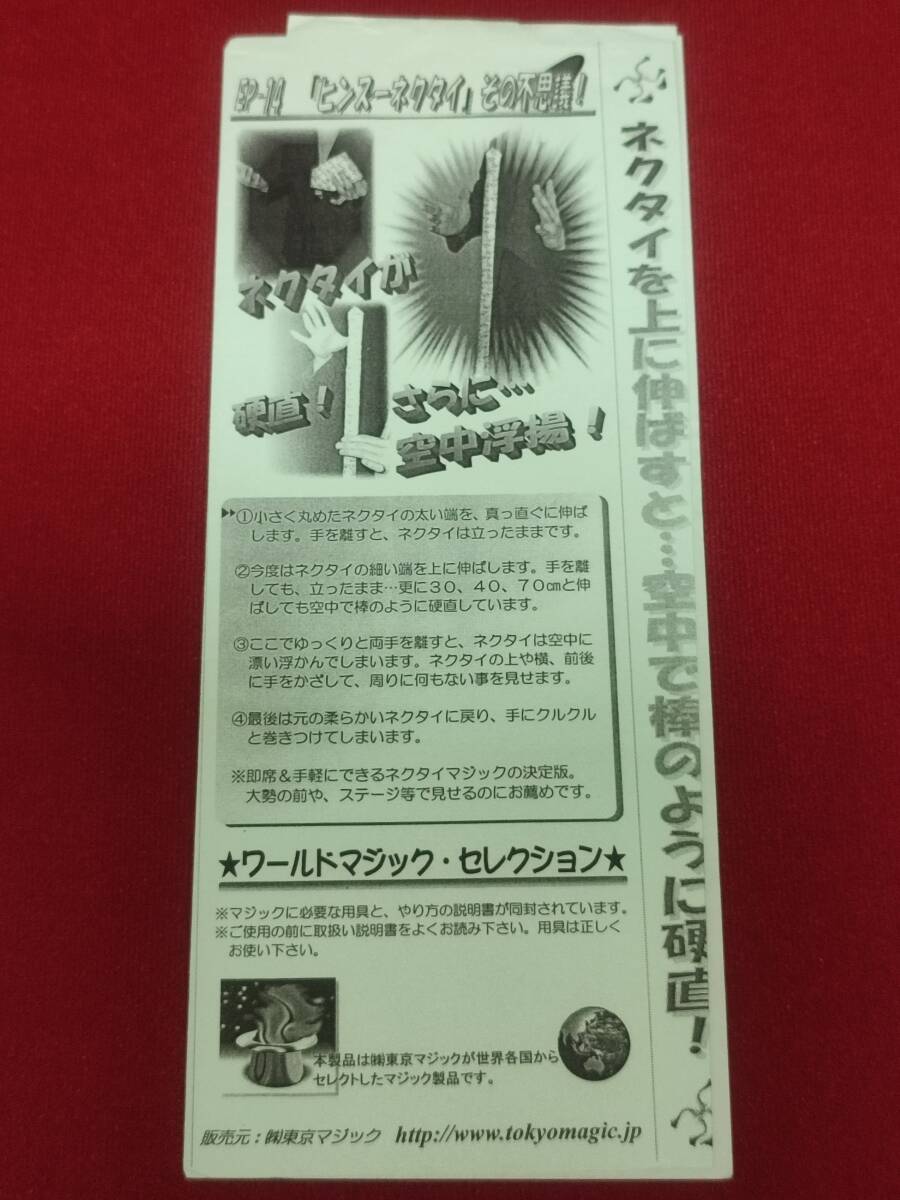 EP-14 「ヒンズーネクタイ」その不思議！
ネクタイが
硬直！
さらに…
空中浮揚！
①小さく丸めたネクタイの太い端を、真っ直ぐに伸ば
します。手を離すと、ネクタイは立ったままです。
②今度はネクタイの細い端を上に伸ばします。手を離
しても、立ったまま…更に30、40、70㎝と伸
ばしても空中で棒のように硬直しています。
③ここでゆっくりと両手を離すと、ネクタイは空中に
漂い浮かんでしまいます。ネクタイの上や横、前後
に手をかざして、周りに何もない事を見せます。
④最後は元の柔らかいネクタイに戻り、手にクルクル
と巻きつけてしまいます。
※即席＆手軽にできるネクタイマジックの決定版。
大勢の前や、ステージ等で見せるのにお薦めです。
★ワールドマジック・セレクション★
※マジックに必要な用具と、やり方の説明書が同封されています。
※ご使用の前に取扱い説明書をよくお読み下さい。用具は正しく
お使い下さい。
本製品は㈱東京マジックが世界各国から
セレクトしたマジック製品です。
販売元：㈱東京マジック http://www.tokyomagic.jp
ネクタイを上に伸ばすと…空中で棒のように硬直！